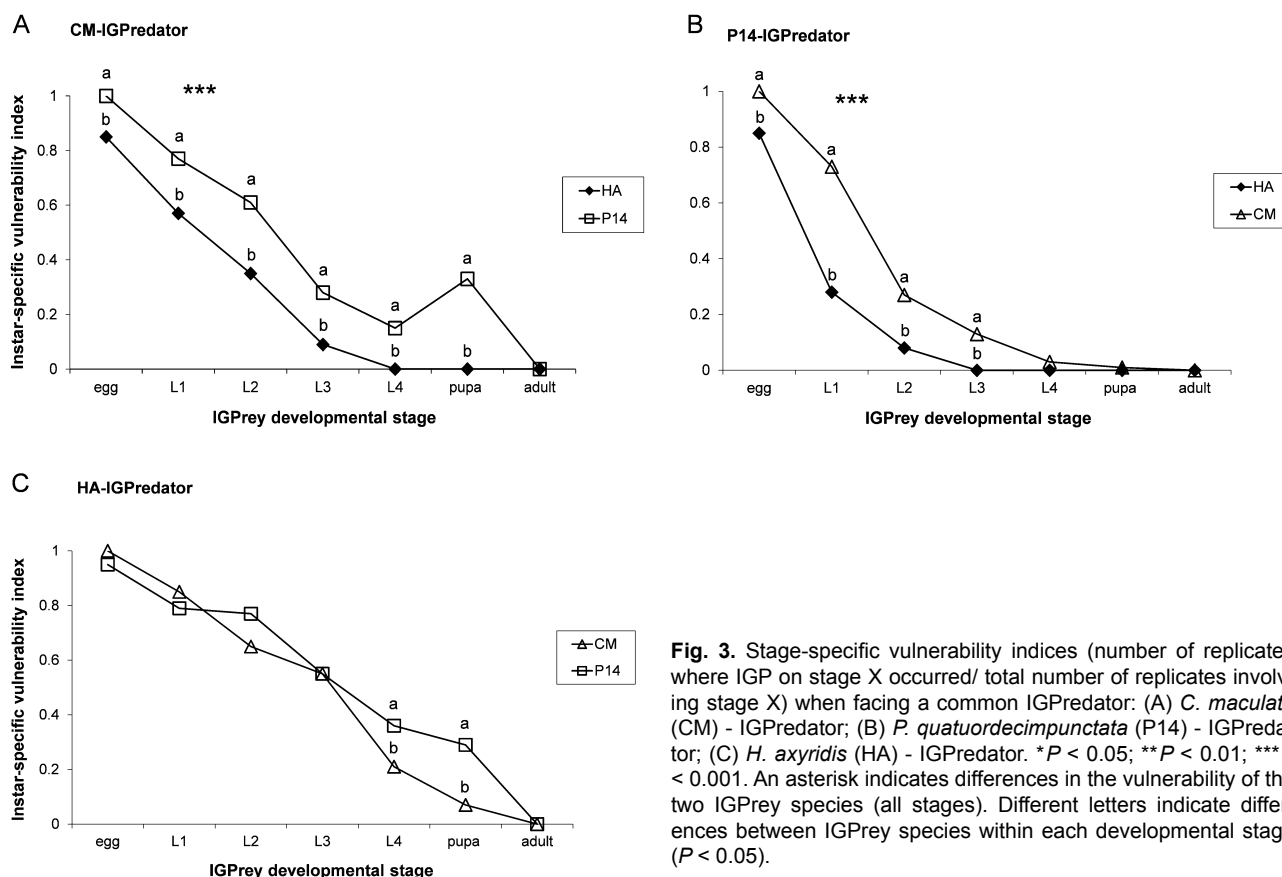 A
CM-IGPredator
Instar-specific vulnerability index
1
0.8
0.6
0.4
0.2
0
a
b
***
a
b
a
b
a
b
a
b
a
b
egg L1 L2 L3 L4 pupa adult
IGPrey developmental stage
HA
P14
B
P14-IGPredator
1
0.8
0.6
0.4
0.2
0
a
b
***
a
b
a
b
a
b
egg L1 L2 L3 L4 pupa adult
IGPrey developmental stage
HA
CM
C
HA-IGPredator
Instar-specific vulnerability index
1
0.8
0.6
0.4
0.2
0
a
b
a
b
egg L1 L2 L3 L4 pupa adult
IGPrey developmental stage
CM
P14
Fig. 3. Stage-specific vulnerability indices (number of replicate
where IGP on stage X occurred/ total number of replicates involv
ing stage X) when facing a common IGPredator: (A) C. maculat
(CM) - IGPredator; (B) P. quatuordecimpunctata (P14) - IGPreda
tor; (C) H. axyridis (HA) - IGPredator. *P < 0.05; **P < 0.01; ***
< 0.001. An asterisk indicates differences in the vulnerability of th
two IGPrey species (all stages). Different letters indicate differ
ences between IGPrey species within each developmental stag
(P < 0.05).